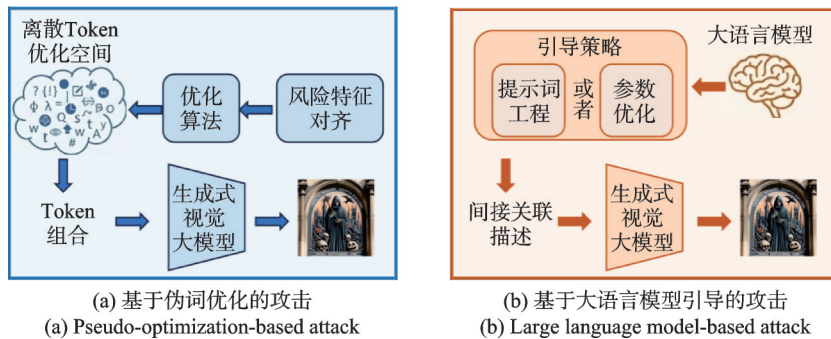 离散Token
优化空间
优化
算法
风险特征
对齐
Token
组合
生成式
视觉
大模型
(a) 基于伪词优化的攻击
(a) Pseudo-optimization-based attack
引导策略
提示词
工程
或
者
参数
优化
大语言模型
间接关联
描述
生成式
视觉
大模型
(b) 基于大语言模型引导的攻击
(b) Large language model-based attack